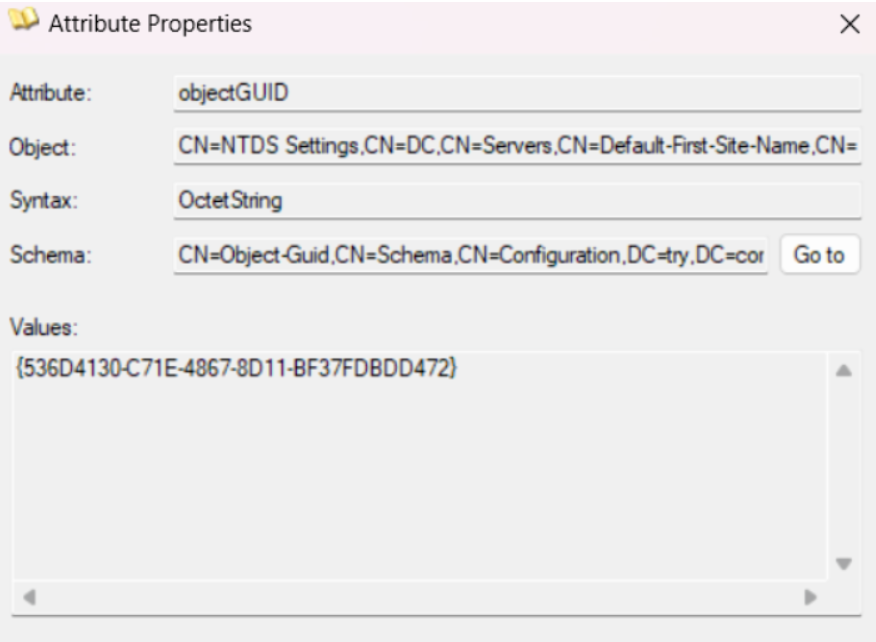 Attribute Properties
Attribute: objectGUID
Object: CN=NTDS Settings,CN=DC,CN=Servers,CN=Default-First-Site-Name,CN=
Syntax: OctetString
Schema: CN=Object-Guid,CN=Schema,CN=Configuration,DC=try,DC=cor Go to
Values:
{536D4130-C71E-4867-8D11-BF37FDBDD472}